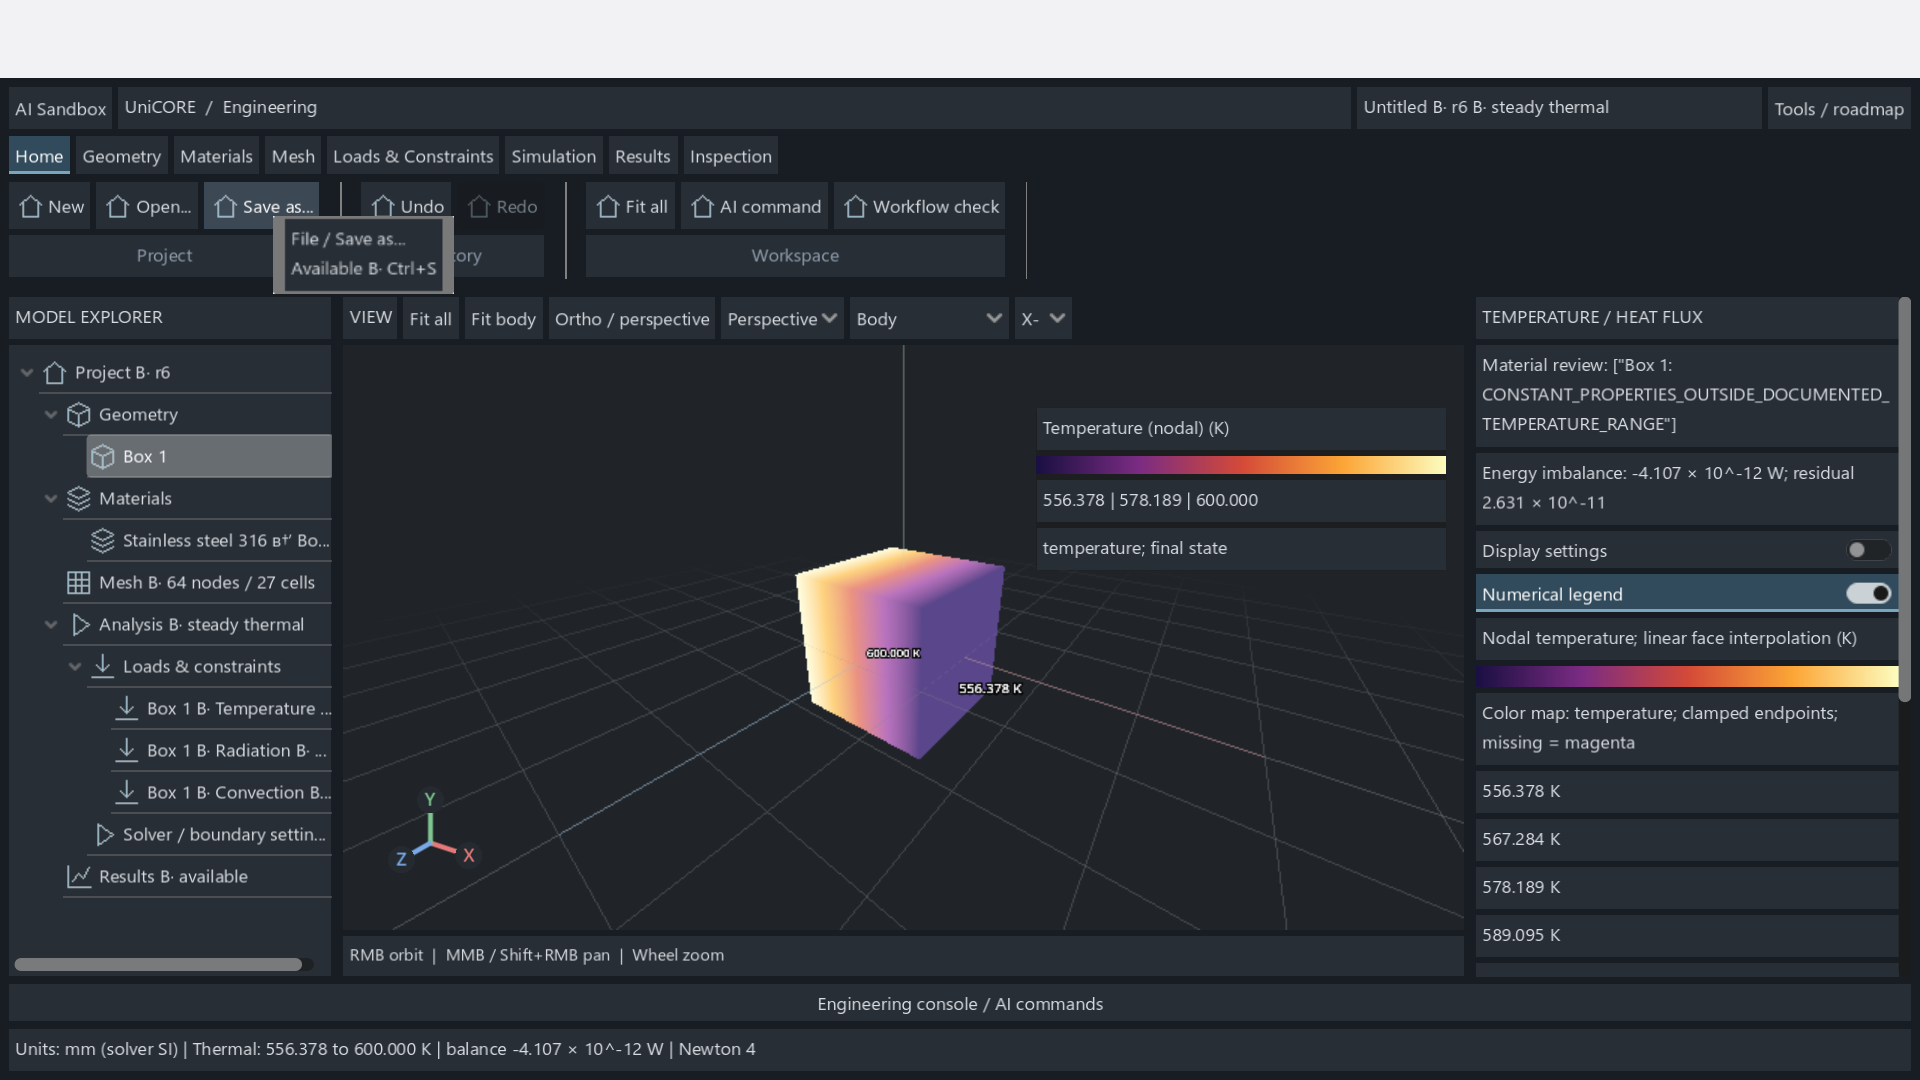 AI Sandbox
UniCORE / Engineering
Untitled В· r6 В· steady thermal
Tools / roadmap
Home
Geometry
Materials
Mesh
Loads & Constraints
Simulation
Results
Inspection
New
Open...
Save as...
Undo
Redo
Fit all
AI command
Workflow check
Project
ory
Workspace
File / Save as...
Available В· Ctrl+S
MODEL EXPLORER
Project В· r6
Geometry
Box 1
Materials
Stainless steel 316 в†’ Bo...
Mesh В· 64 nodes / 27 cells
Analysis В· steady thermal
Loads & constraints
Box 1 В· Temperature ...
Box 1 В· Radiation В· ...
Box 1 В· Convection В...
Solver / boundary settin...
Results В· available
VIEW
Fit all
Fit body
Ortho / perspective
Perspective
Body
X-
Temperature (nodal) (K)
556.378 | 578.189 | 600.000
temperature; final state
600.000 K
556.378 K
Y
Z
X
RMB orbit | MMB / Shift+RMB pan | Wheel zoom
TEMPERATURE / HEAT FLUX
Material review: ["Box 1:
CONSTANT_PROPERTIES_OUTSIDE_DOCUMENTED_
TEMPERATURE_RANGE"]
Energy imbalance: -4.107 × 10^-12 W; residual
2.631 × 10^-11
Display settings
Numerical legend
Nodal temperature; linear face interpolation (K)
Color map: temperature; clamped endpoints;
missing = magenta
556.378 K
567.284 K
578.189 K
589.095 K
Engineering console / AI commands
Units: mm (solver SI) | Thermal: 556.378 to 600.000 K | balance -4.107 × 10^-12 W | Newton 4